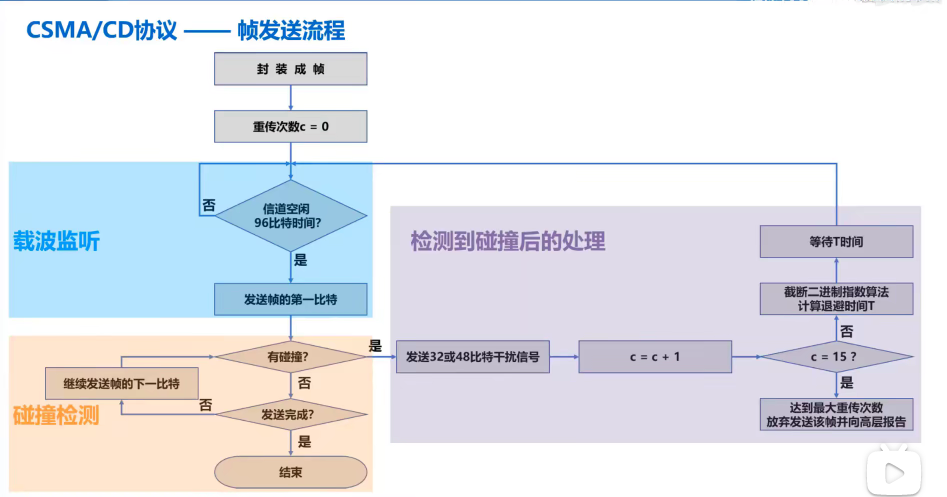 CSMA/CD协议 —— 帧发送流程
封 装 成 帧
重传次数c = 0
载波监听
否
信道空闲
96比特时间?
是
发送帧的第一比特
碰撞检测
有碰撞?
是
否
继续发送帧的下一比特
否
发送完成?
是
结束
检测到碰撞后的处理
发送32或48比特干扰信号
c = c + 1
c = 15 ?
否
截断二进制指数算法
计算退避时间T
等待T时间
是
达到最大重传次数
放弃发送该帧并向高层报告